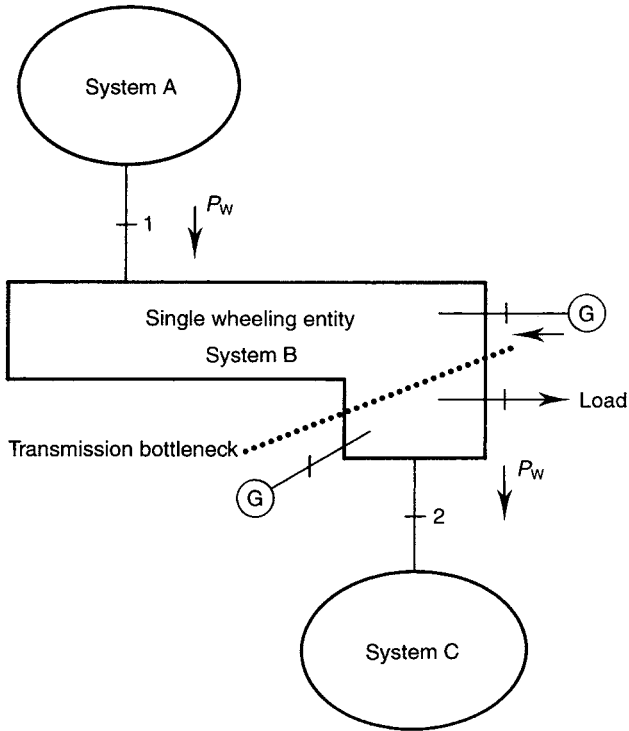 System A
1
P_W
Single wheeling entity
System B
G
Load
Transmission bottleneck
G
P_W
2
System C